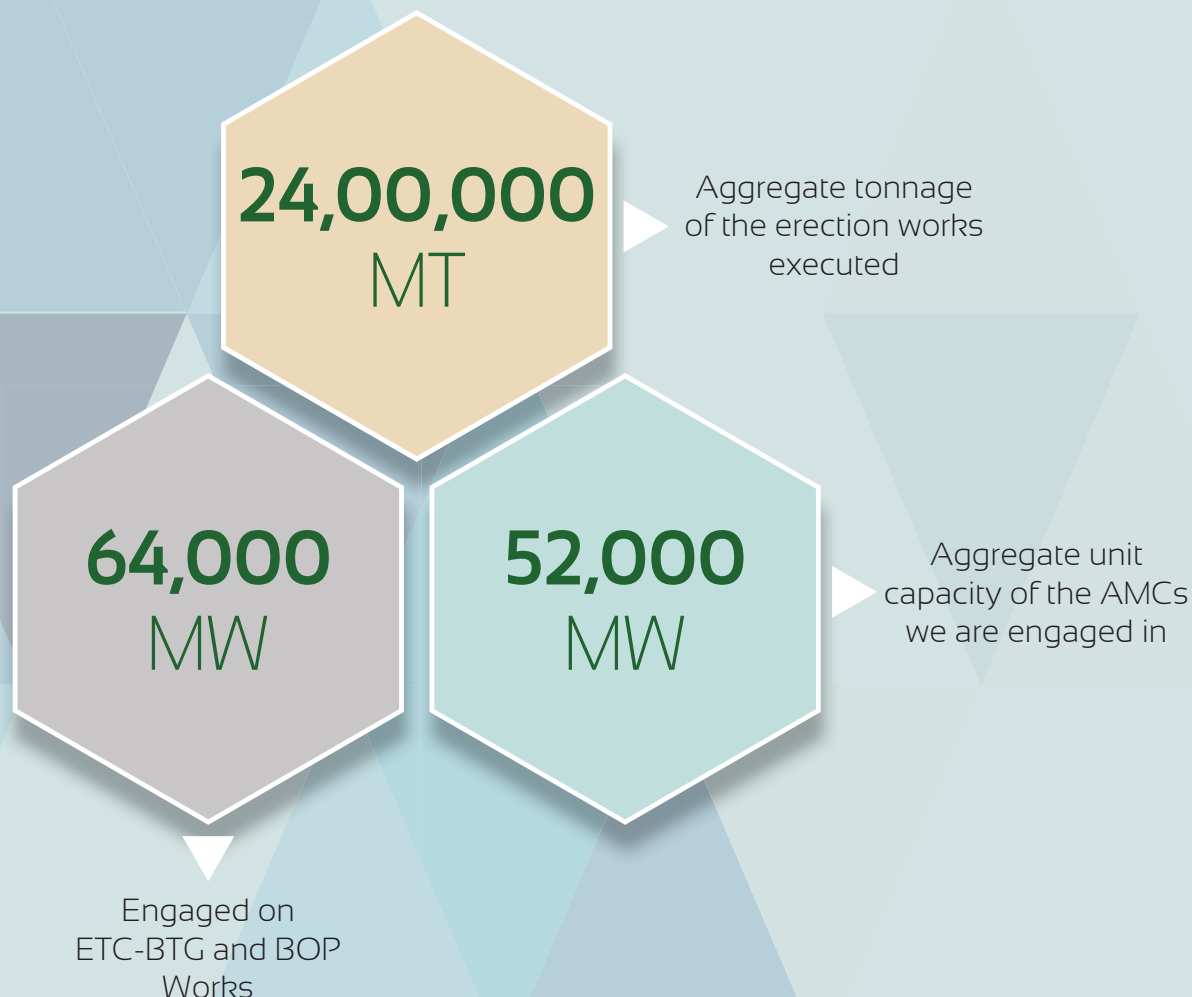 24,00,000
MT
Aggregate tonnage
of the erection works
executed
64,000
MW
52,000
MW
Aggregate unit
capacity of the AMCs
we are engaged in
Engaged on
ETC-BTG and BOP
Works